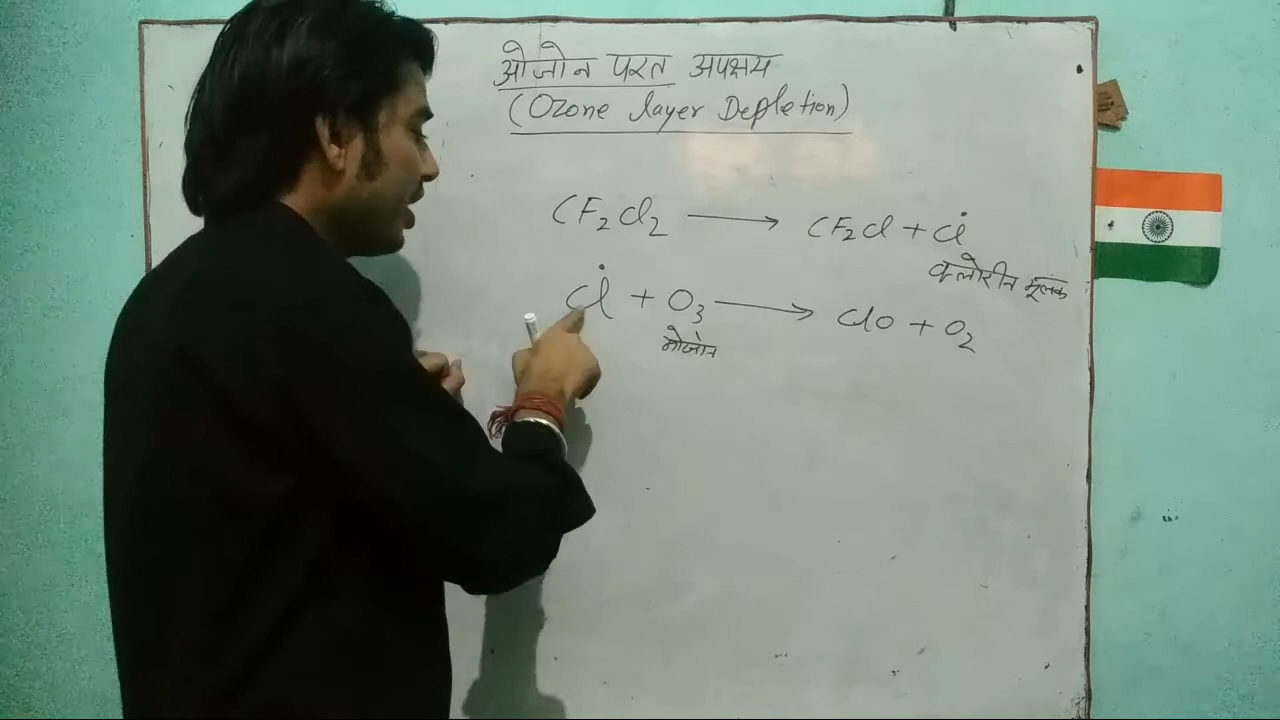 ओजोन परत अपक्षय
(Ozone layer Depletion)
CF₂Cl₂ ⟶ CF₂Cl + Ċl
क्लोरीन मूलक
Ċl + O₃ ⟶ ClO + O₂
ओजोन